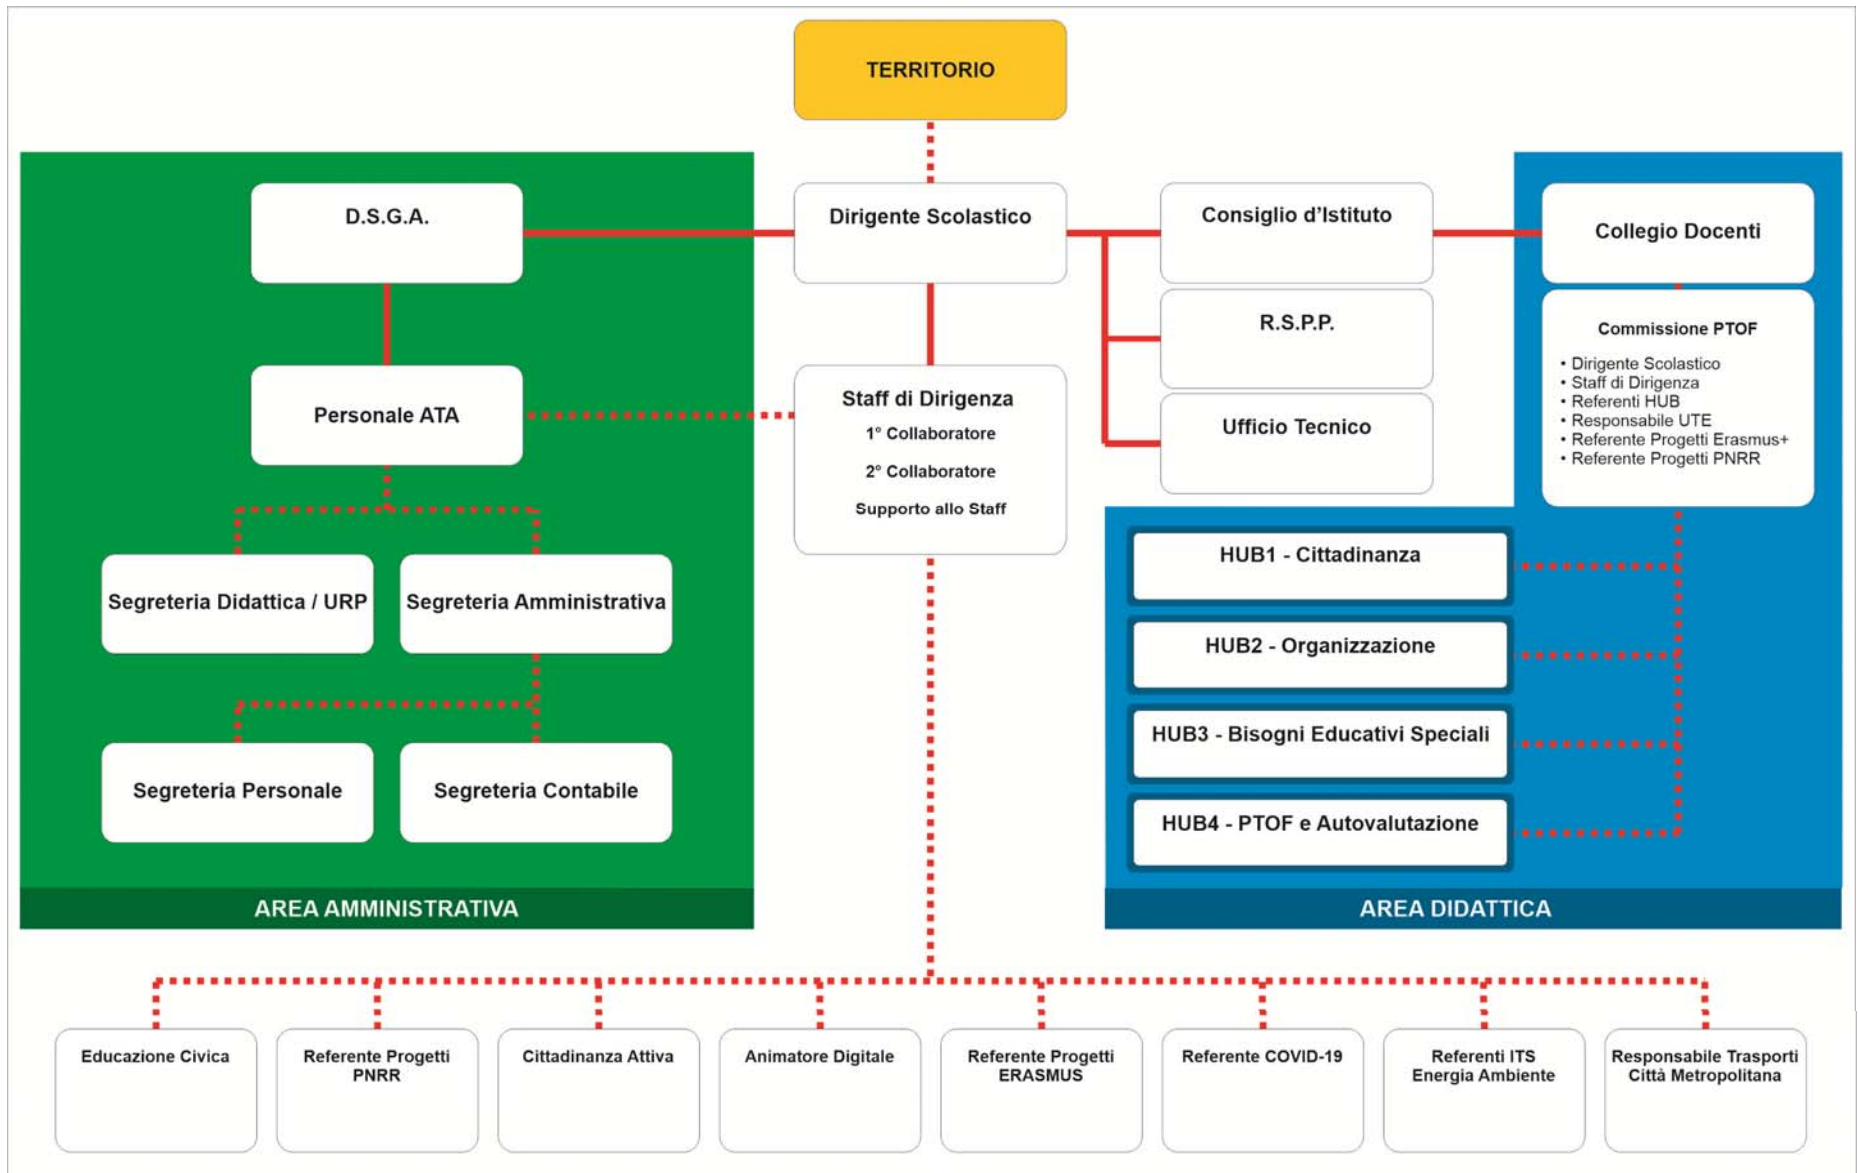 TERRITORIO
D.S.G.A.
Dirigente Scolastico
Consiglio d'Istituto
Collegio Docenti
R.S.P.P.
Commissione PTOF
• Dirigente Scolastico
• Staff di Dirigenza
• Referenti HUB
• Responsabile UTE
• Referente Progetti Erasmus+
• Referente Progetti PNRR
Personale ATA
Staff di Dirigenza
1° Collaboratore
2° Collaboratore
Supporto allo Staff
Ufficio Tecnico
Segreteria Didattica / URP
Segreteria Amministrativa
Segreteria Personale
Segreteria Contabile
AREA AMMINISTRATIVA
HUB1 - Cittadinanza
HUB2 - Organizzazione
HUB3 - Bisogni Educativi Speciali
HUB4 - PTOF e Autovalutazione
AREA DIDATTICA
Educazione Civica
Referente Progetti
PNRR
Cittadinanza Attiva
Animatore Digitale
Referente Progetti
ERASMUS
Referente COVID-19
Referenti ITS
Energia Ambiente
Responsabile Trasporti
Città Metropolitana